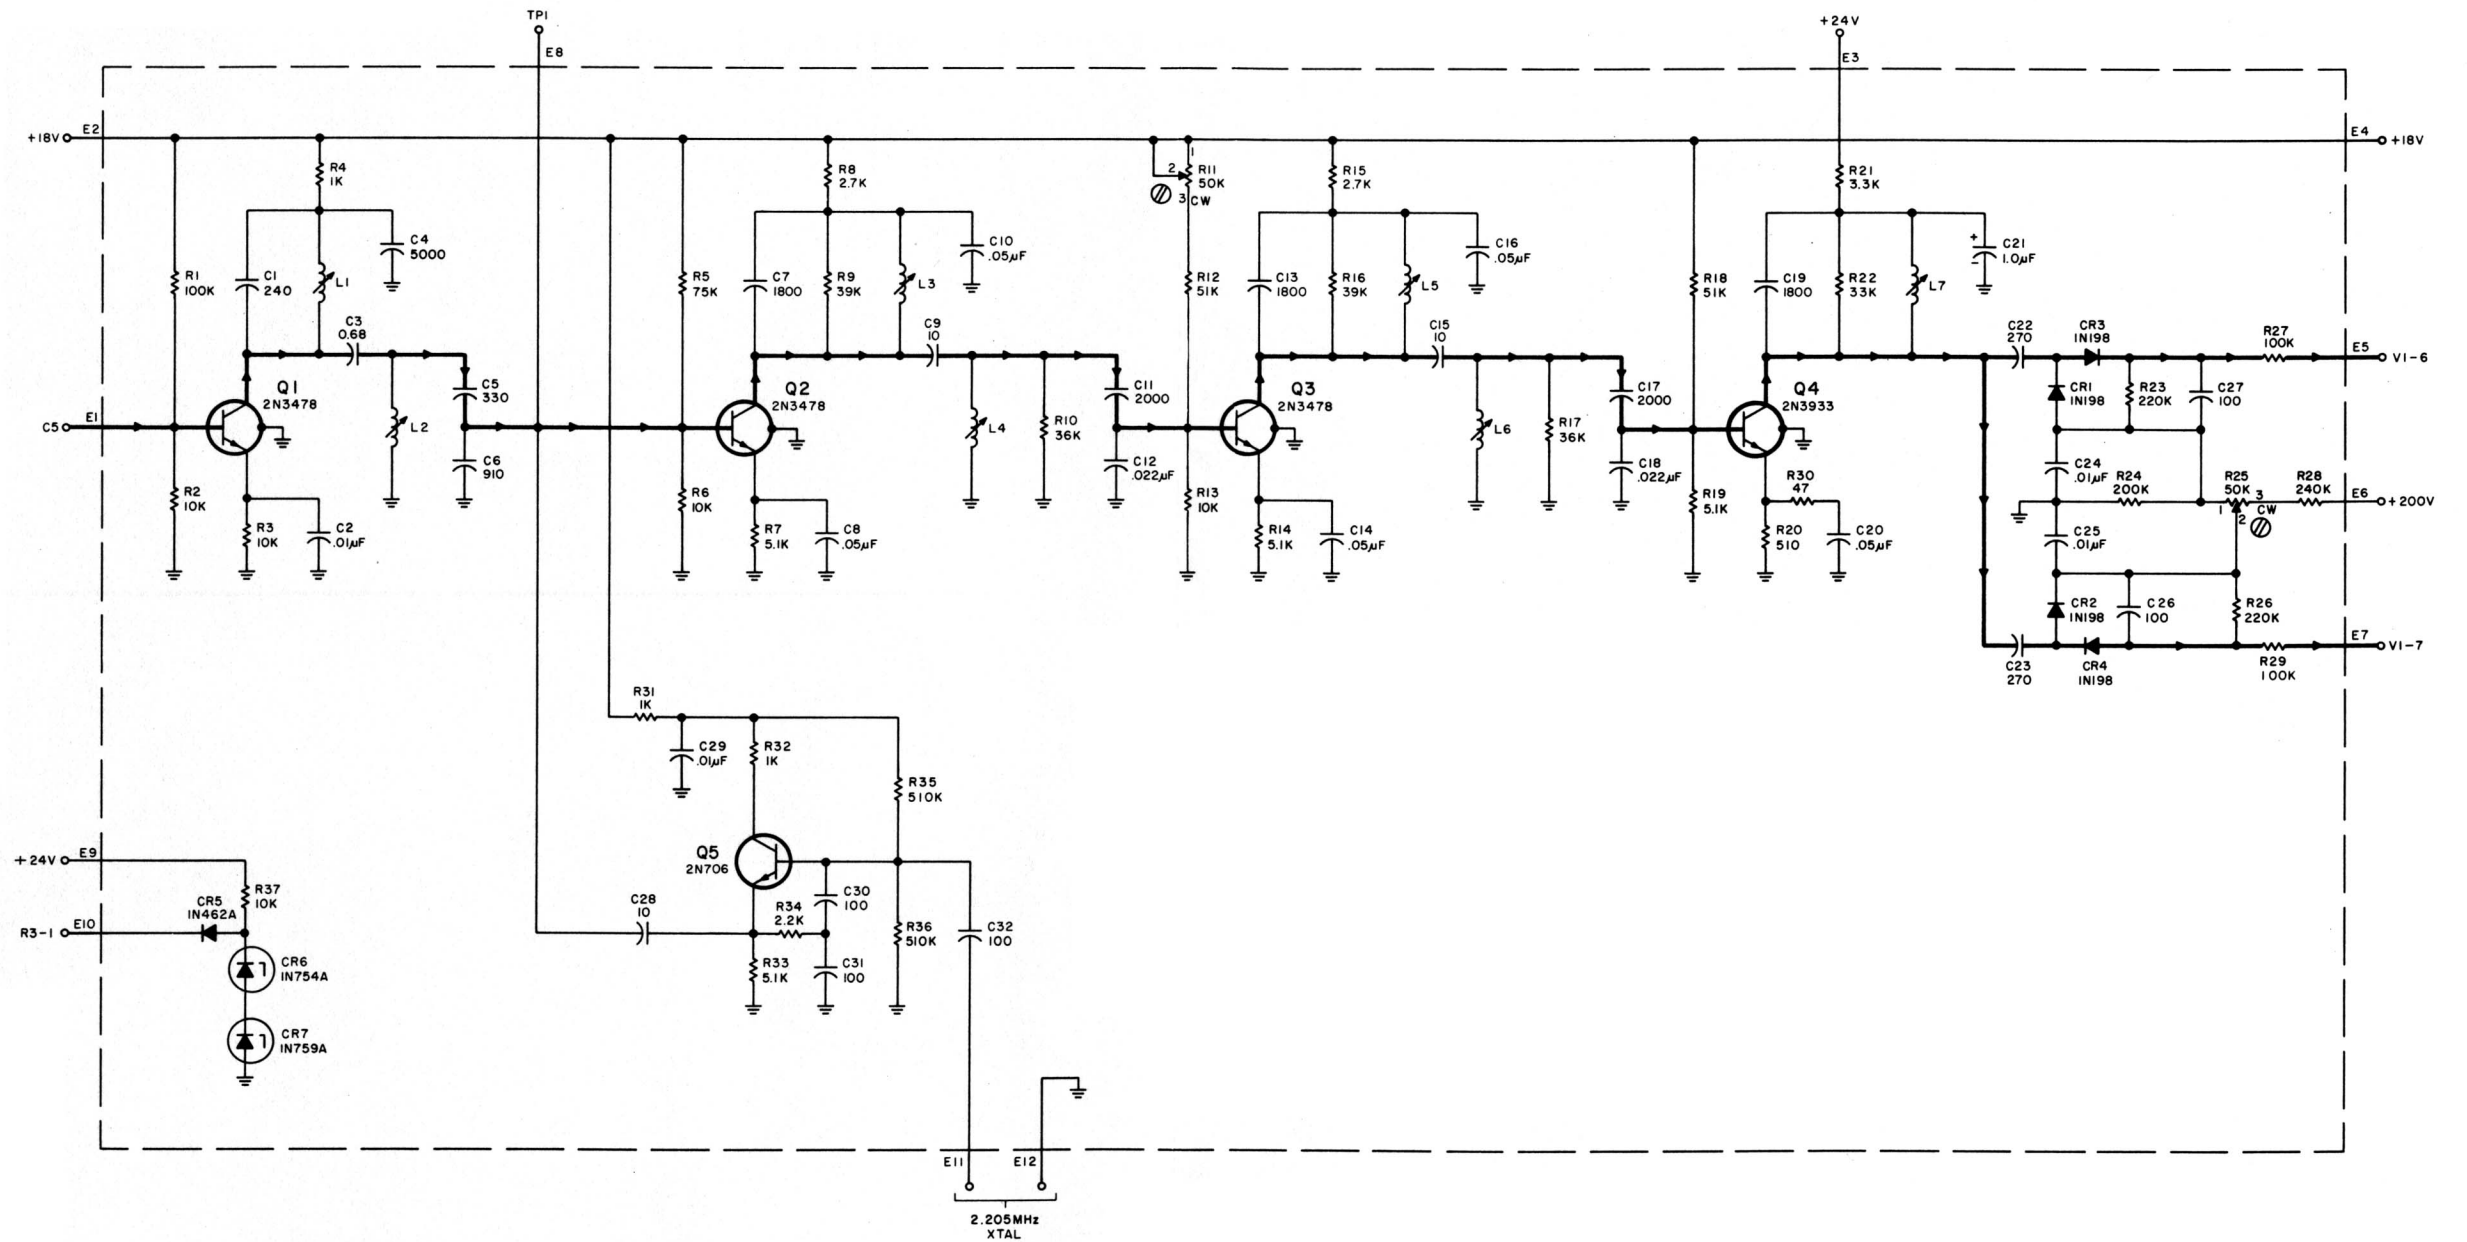 TP1
E8
+24V
E3
+18V
E2
E4
+18V
R4
1K
R8
2.7K
1
2
R11
50K
3
CW
R15
2.7K
R21
3.3K
C4
5000
C10
.05µF
C16
.05µF
+
-
C21
1.0µF
R1
100K
C1
240
L1
R5
75K
C7
1800
R9
39K
L3
R12
51K
C13
1800
R16
39K
L5
R18
51K
C19
1800
R22
33K
L7
C3
0.68
C9
10
C15
10
C22
270
CR3
1N198
R27
100K
E5
V1-6
Q1
2N3478
C5
330
Q2
2N3478
C11
2000
Q3
2N3478
C17
2000
Q4
2N3933
CR1
1N198
R23
220K
C27
100
C5
E1
L2
L4
R10
36K
L6
R17
36K
R2
10K
C6
910
R6
10K
C12
.022µF
R13
10K
C18
.022µF
R19
5.1K
R30
47
C24
.01µF
R24
200K
R25
50K
3
CW
1
2
R28
240K
E6
+200V
R3
10K
C2
.01µF
R7
5.1K
C8
.05µF
R14
5.1K
C14
.05µF
R20
510
C20
.05µF
C25
.01µF
CR2
1N198
C26
100
R26
220K
C23
270
CR4
1N198
R29
100K
E7
V1-7
R31
1K
C29
.01µF
R32
1K
R35
510K
+24V
E9
Q5
2N706
R37
10K
CR5
1N462A
R3-1
E10
C28
10
R34
2.2K
C30
100
R36
510K
C32
100
CR6
1N754A
R33
5.1K
C31
100
CR7
1N759A
E11
E12
2.205MHz
XTAL